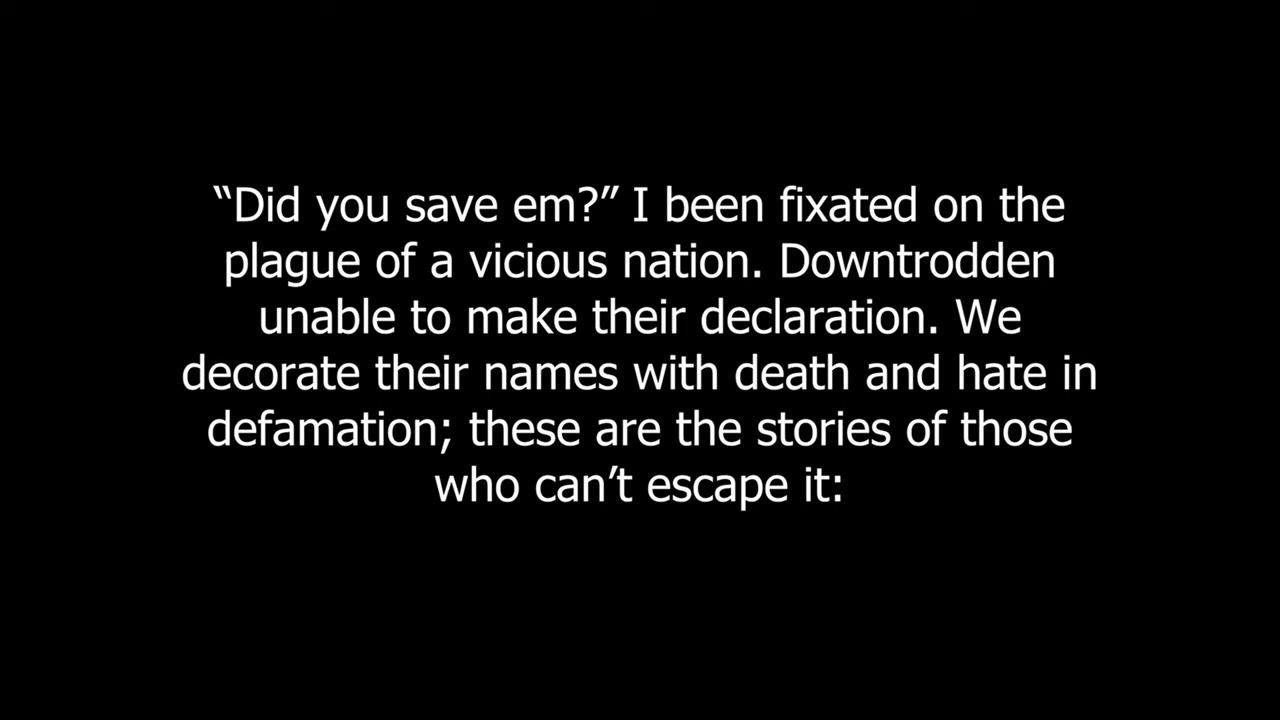 “Did you save em?” I been fixated on the
plague of a vicious nation. Downtrodden
unable to make their declaration. We
decorate their names with death and hate in
defamation; these are the stories of those
who can’t escape it: